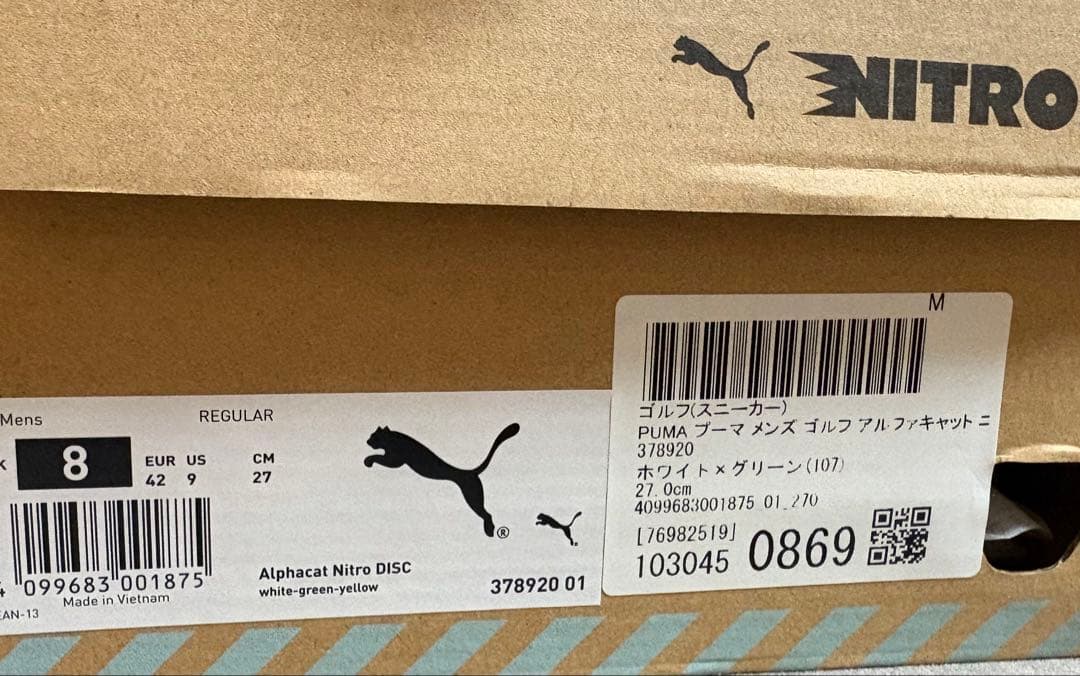 NITRO
Mens
REGULAR
8
EUR US CM
42 9 27
099683 001875
Made in Vietnam
EAN-13
Alphacat Nitro DISC
white-green-yellow
378920 01
M
ゴルフ(スニーカー)
PUMA プーマ メンズ ゴルフ アルファキャット ニ
378920
ホワイト×グリーン(107)
27.0cm
4099683001875 01 270
[76982519]
103045 0869